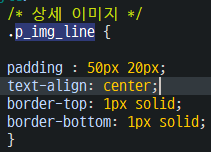 /* 상세 이미지 */
.p_img_line {
padding : 50px 20px;
text-align: center;
border-top: 1px solid;
border-bottom: 1px solid;
}